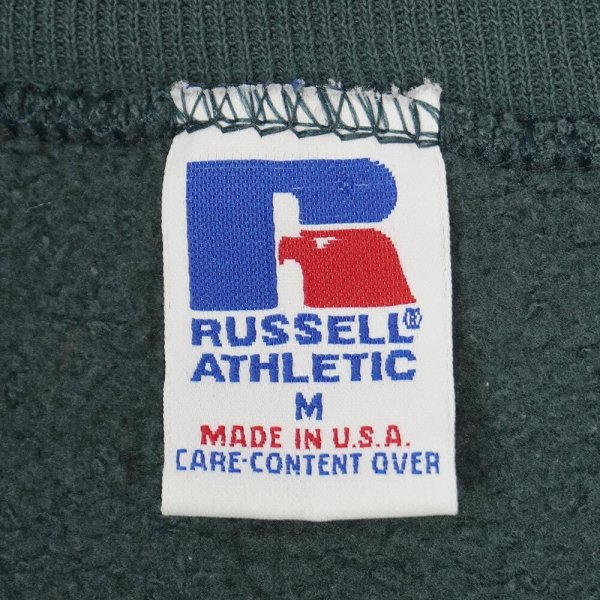 RUSSELL®
ATHLETIC
M
MADE IN U.S.A.
CARE-CONTENT OVER